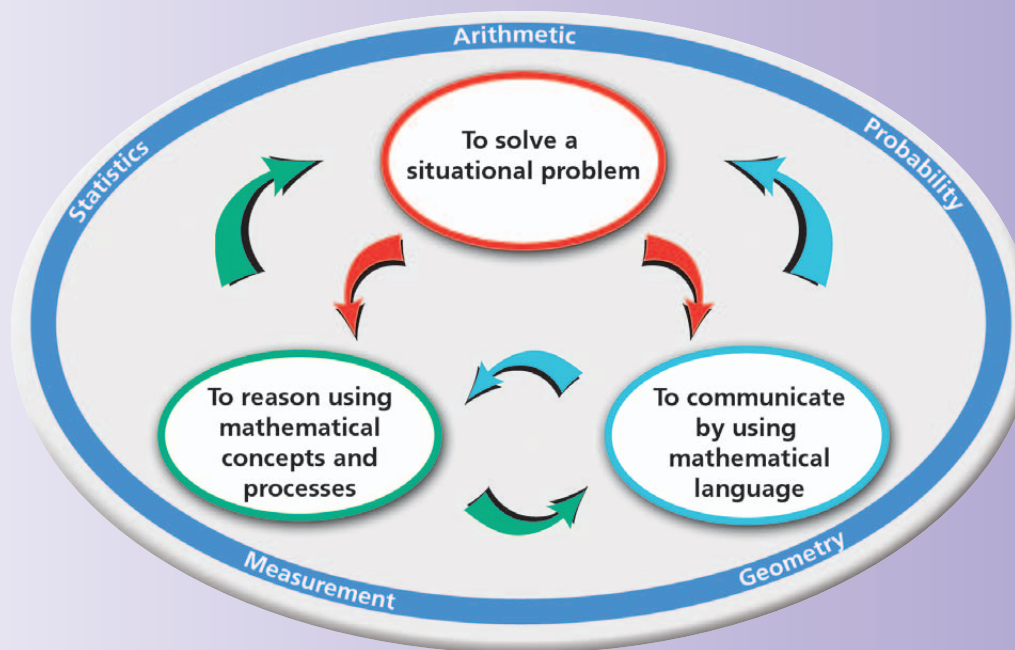 Arithmetic
Statistics
Probability
To solve a
situational problem
To reason using
mathematical
concepts and
processes
To communicate
by using
mathematical
language
Measurement
Geometry